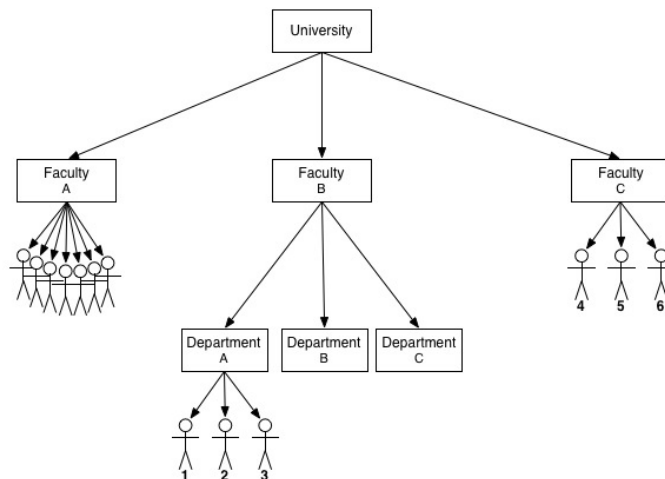 University
Faculty
A
Faculty
B
Faculty
C
4 5 6
Department
A
Department
B
Department
C
1 2 3